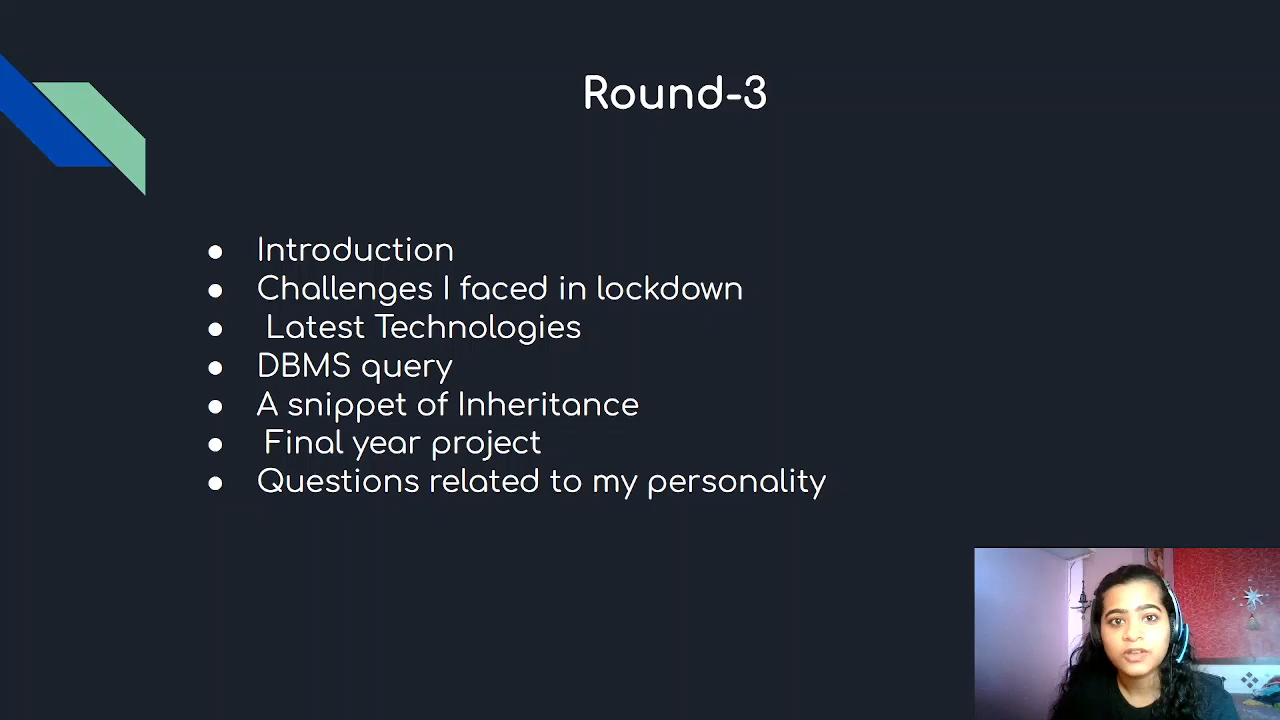 Round-3
● Introduction
● Challenges I faced in lockdown
● Latest Technologies
● DBMS query
● A snippet of Inheritance
● Final year project
● Questions related to my personality